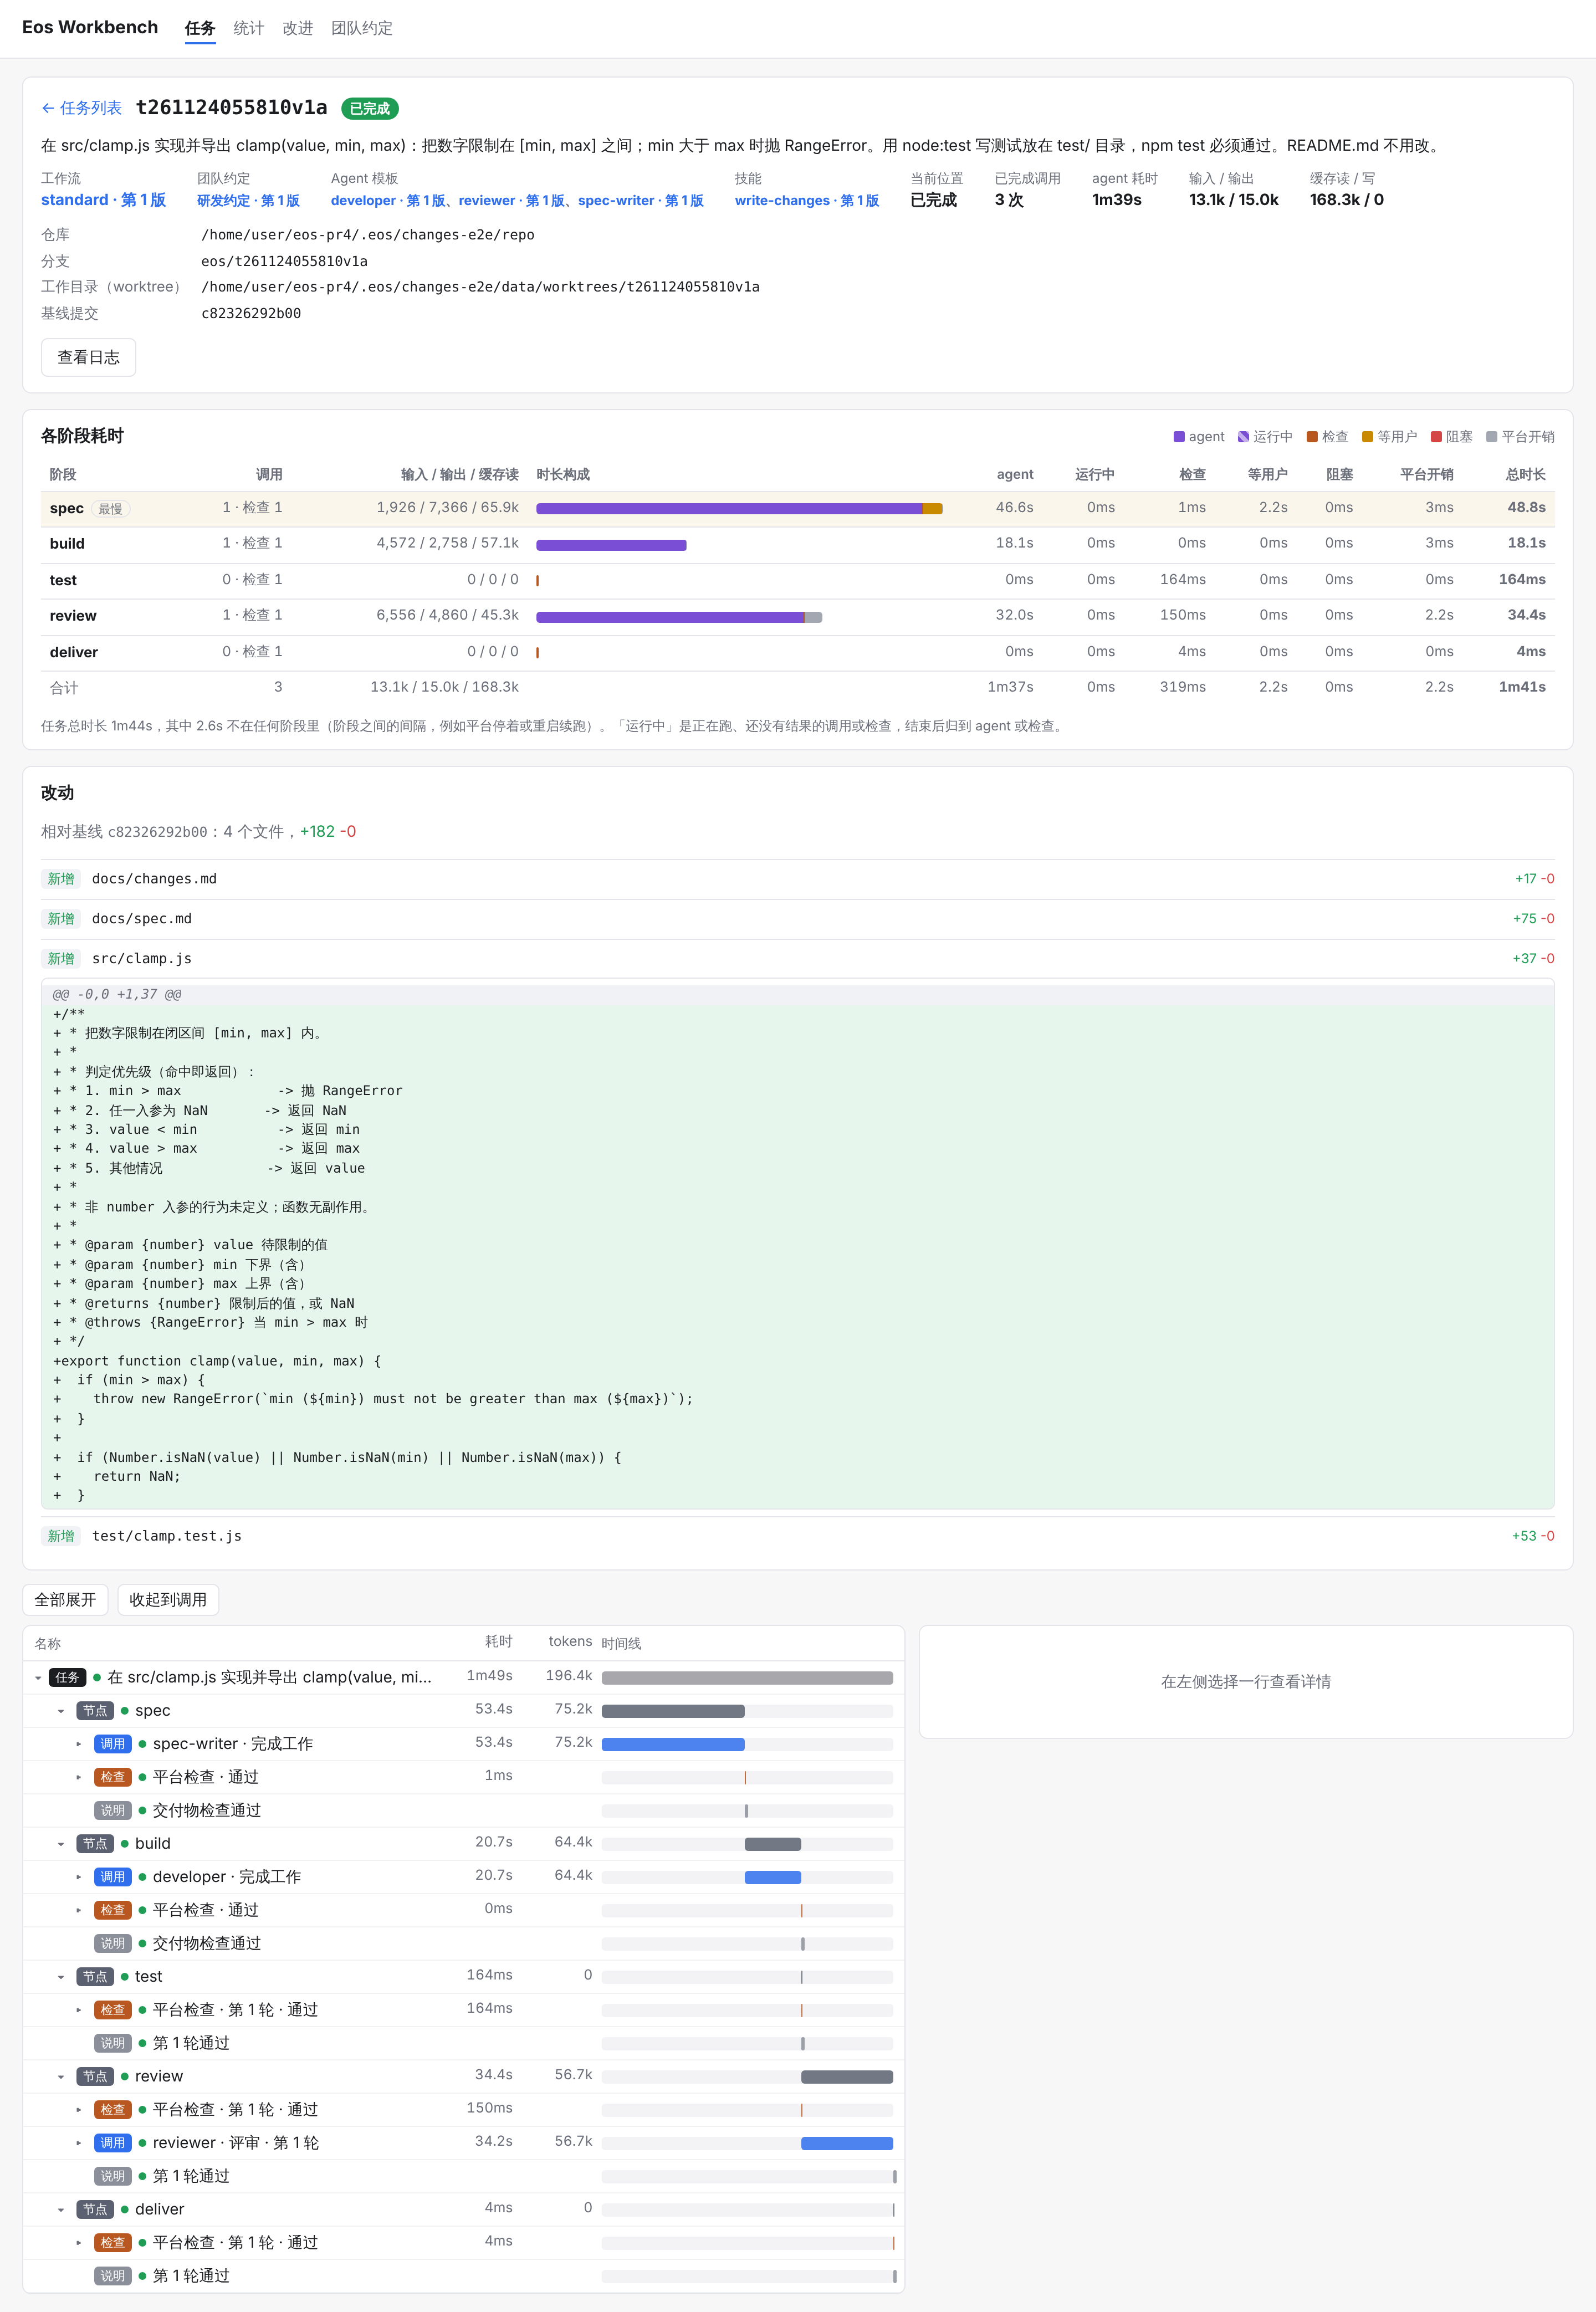 Eos Workbench 任务 统计 改进 团队约定
← 任务列表 t261124055810v1a 已完成
在 src/clamp.js 实现并导出 clamp(value, min, max)：把数字限制在 [min, max] 之间；min 大于 max 时抛 RangeError。用 node:test 写测试放在 test/ 目录，npm test 必须通过。README.md 不用改。
工作流 团队约定 Agent 模板 技能 当前位置 已完成调用 agent 耗时 输入 / 输出 缓存读 / 写
standard · 第 1 版 研发约定 · 第 1 版 developer · 第 1 版、reviewer · 第 1 版、spec-writer · 第 1 版 write-changes · 第 1 版 已完成 3 次 1m39s 13.1k / 15.0k 168.3k / 0
仓库 /home/user/eos-pr4/.eos/changes-e2e/repo
分支 eos/t261124055810v1a
工作目录（worktree） /home/user/eos-pr4/.eos/changes-e2e/data/worktrees/t261124055810v1a
基线提交 c82326292b00
查看日志
各阶段耗时 agent 运行中 检查 等用户 阻塞 平台开销
阶段 调用 输入 / 输出 / 缓存读 时长构成 agent 运行中 检查 等用户 阻塞 平台开销 总时长
spec 最慢 1 · 检查 1 1,926 / 7,366 / 65.9k 46.6s 0ms 1ms 2.2s 0ms 3ms 48.8s
build 1 · 检查 1 4,572 / 2,758 / 57.1k 18.1s 0ms 0ms 0ms 0ms 3ms 18.1s
test 0 · 检查 1 0 / 0 / 0 0ms 0ms 164ms 0ms 0ms 0ms 164ms
review 1 · 检查 1 6,556 / 4,860 / 45.3k 32.0s 0ms 150ms 0ms 0ms 2.2s 34.4s
deliver 0 · 检查 1 0 / 0 / 0 0ms 0ms 4ms 0ms 0ms 0ms 4ms
合计 3 13.1k / 15.0k / 168.3k 1m37s 0ms 319ms 2.2s 0ms 2.2s 1m41s
任务总时长 1m44s，其中 2.6s 不在任何阶段里（阶段之间的间隔，例如平台停着或重启续跑）。「运行中」是正在跑、还没有结果的调用或检查，结束后归到 agent 或检查。
改动
相对基线 c82326292b00：4 个文件，+182 -0
新增 docs/changes.md +17 -0
新增 docs/spec.md +75 -0
新增 src/clamp.js +37 -0
@@ -0,0 +1,37 @@
+/**
+ * 把数字限制在闭区间 [min, max] 内。
+ *
+ * 判定优先级（命中即返回）：
+ * 1. min > max            -> 抛 RangeError
+ * 2. 任一入参为 NaN       -> 返回 NaN
+ * 3. value < min          -> 返回 min
+ * 4. value > max          -> 返回 max
+ * 5. 其他情况             -> 返回 value
+ *
+ * 非 number 入参的行为未定义；函数无副作用。
+ *
+ * @param {number} value 待限制的值
+ * @param {number} min 下界（含）
+ * @param {number} max 上界（含）
+ * @returns {number} 限制后的值，或 NaN
+ * @throws {RangeError} 当 min > max 时
+ */
+export function clamp(value, min, max) {
+  if (min > max) {
+    throw new RangeError(`min (${min}) must not be greater than max (${max})`);
+  }
+
+  if (Number.isNaN(value) || Number.isNaN(min) || Number.isNaN(max)) {
+    return NaN;
+  }
新增 test/clamp.test.js +53 -0
全部展开 收起到调用
名称 耗时 tokens 时间线
任务 在 src/clamp.js 实现并导出 clamp(value, mi... 1m49s 196.4k
在左侧选择一行查看详情
节点 spec 53.4s 75.2k
调用 spec-writer · 完成工作 53.4s 75.2k
检查 平台检查 · 通过 1ms
说明 交付物检查通过
节点 build 20.7s 64.4k
调用 developer · 完成工作 20.7s 64.4k
检查 平台检查 · 通过 0ms
说明 交付物检查通过
节点 test 164ms 0
检查 平台检查 · 第 1 轮 · 通过 164ms
说明 第 1 轮通过
节点 review 34.4s 56.7k
检查 平台检查 · 第 1 轮 · 通过 150ms
调用 reviewer · 评审 · 第 1 轮 34.2s 56.7k
说明 第 1 轮通过
节点 deliver 4ms 0
检查 平台检查 · 第 1 轮 · 通过 4ms
说明 第 1 轮通过